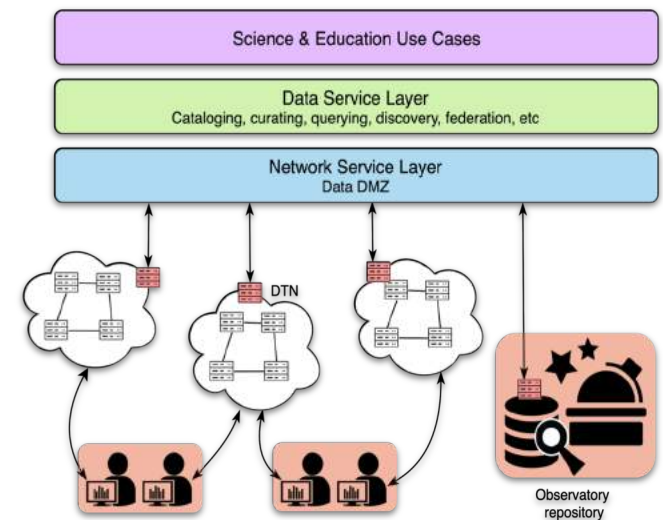 Science & Education Use Cases
Data Service Layer
Cataloging, curating, querying, discovery, federation, etc
Network Service Layer
Data DMZ
DTN
Observatory
repository